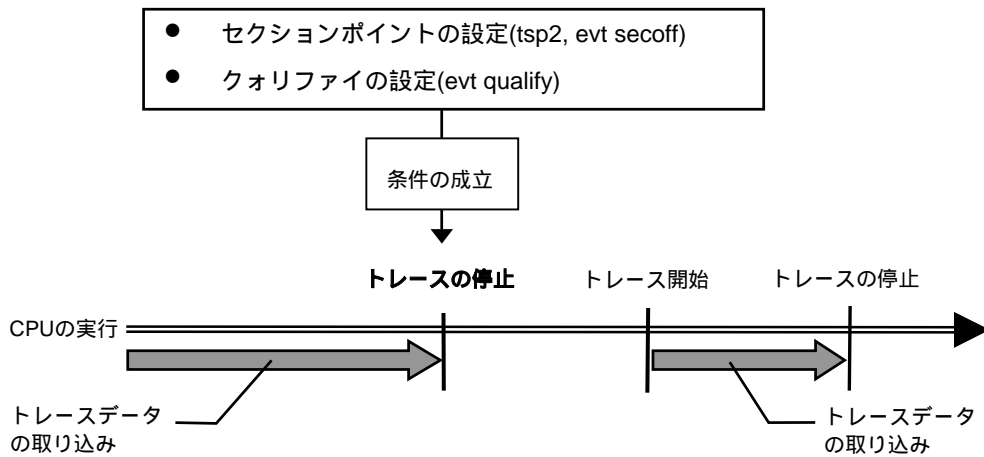 ● セクションポイントの設定(tsp2, evt secoff)
● クォリファイの設定(evt qualify)
条件の成立
トレースの停止
トレース開始
トレースの停止
CPUの実行
トレースデータ
の取り込み
トレースデータ
の取り込み